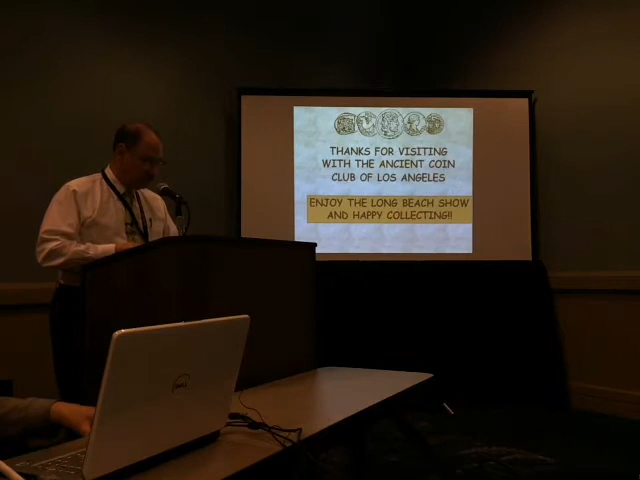 THANKS FOR VISITING
WITH THE ANCIENT COIN
CLUB OF LOS ANGELES
ENJOY THE LONG BEACH SHOW
AND HAPPY COLLECTING!!
DELL